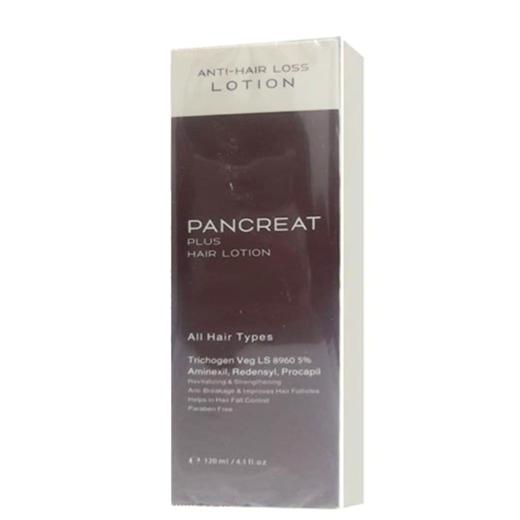 ANTI-HAIR LOSS
LOTION
PANCREAT
PLUS
HAIR LOTION
All Hair Types
Trichogen Veg LS 8960 5%
Aminexil, Redensyl, Procapil
Revitalizing & Strengthening
Anti Breakage & Improves Hair Follicles
Helps in Hair Fall Control
Paraben Free
120 ml / 4.1 fl oz